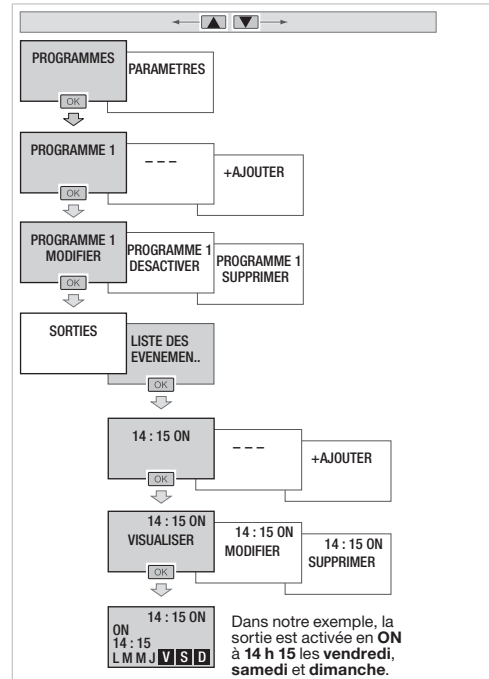 PROGRAMMES
PARAMETRES
OK
PROGRAMME 1
– – –
+AJOUTER
OK
PROGRAMME 1
MODIFIER
PROGRAMME 1
DESACTIVER
PROGRAMME 1
SUPPRIMER
OK
SORTIES
LISTE DES
EVENEMEN..
OK
14 : 15 ON
– – –
+AJOUTER
OK
14 : 15 ON
VISUALISER
14 : 15 ON
MODIFIER
14 : 15 ON
SUPPRIMER
OK
14 : 15 ON
ON
14 : 15
L M M J V S D
Dans notre exemple, la
sortie est activée en ON
à 14 h 15 les vendredi,
samedi et dimanche.